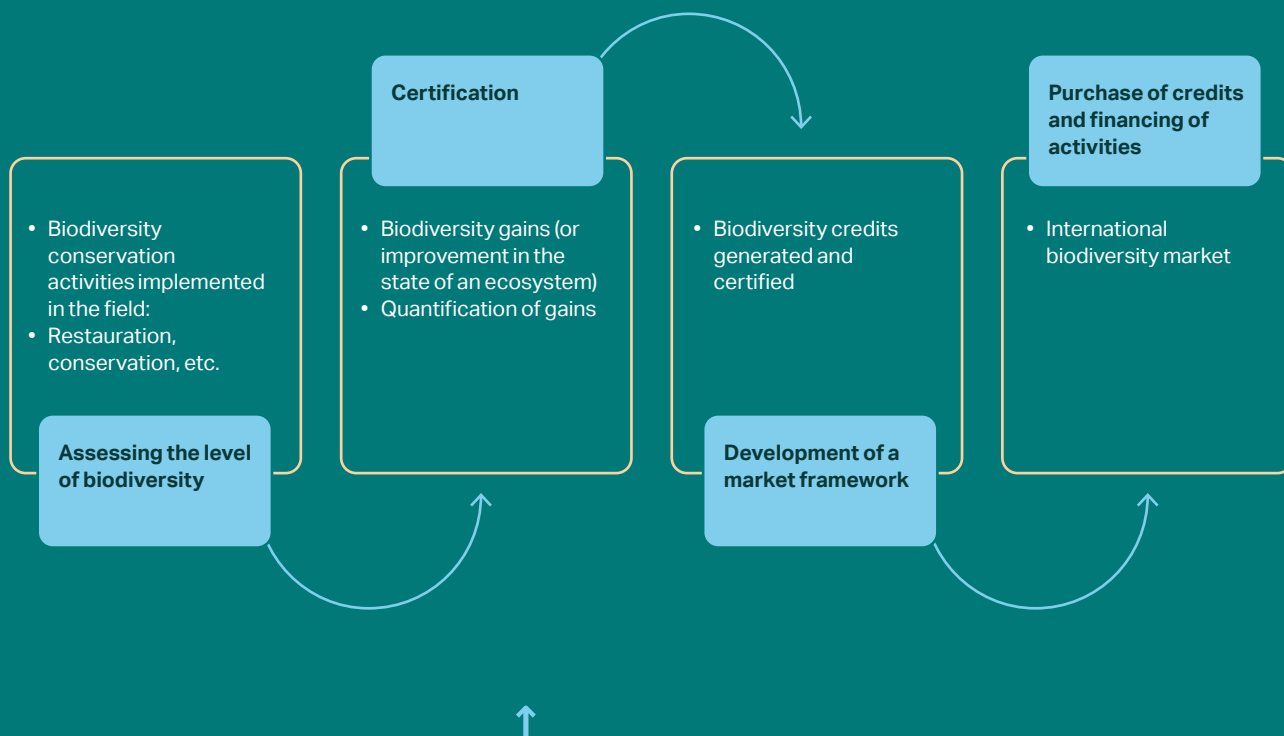 • Biodiversity
conservation
activities implemented
in the field:
• Restauration,
conservation, etc.
Assessing the level
of biodiversity
Certification
• Biodiversity gains (or
improvement in the
state of an ecosystem)
• Quantification of gains
• Biodiversity credits
generated and
certified
Development of a
market framework
Purchase of credits
and financing of
activities
• International
biodiversity market